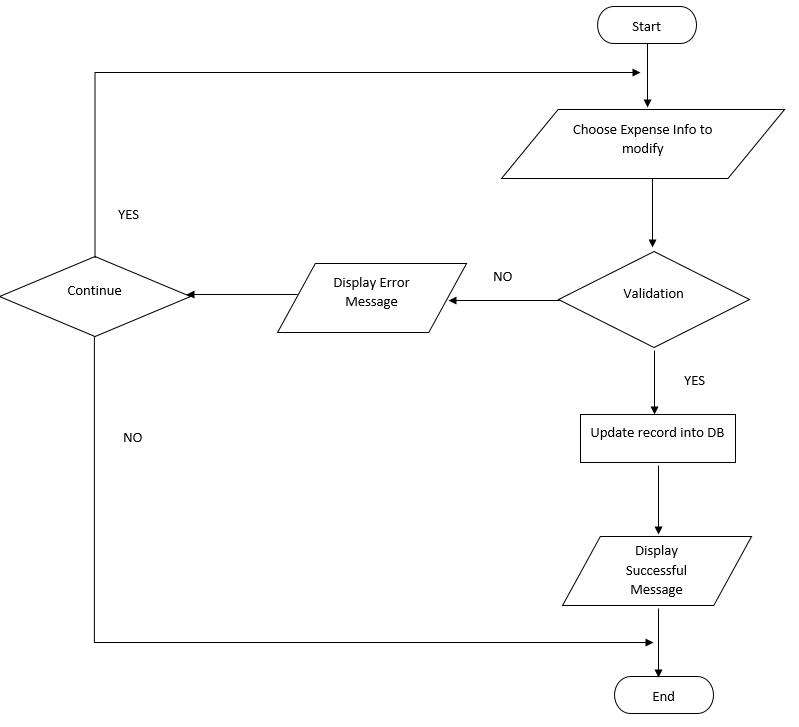 Start
Choose Expense Info to
modify
YES
Continue
Display Error
Message
NO
Validation
YES
NO
Update record into DB
Display
Successful
Message
End